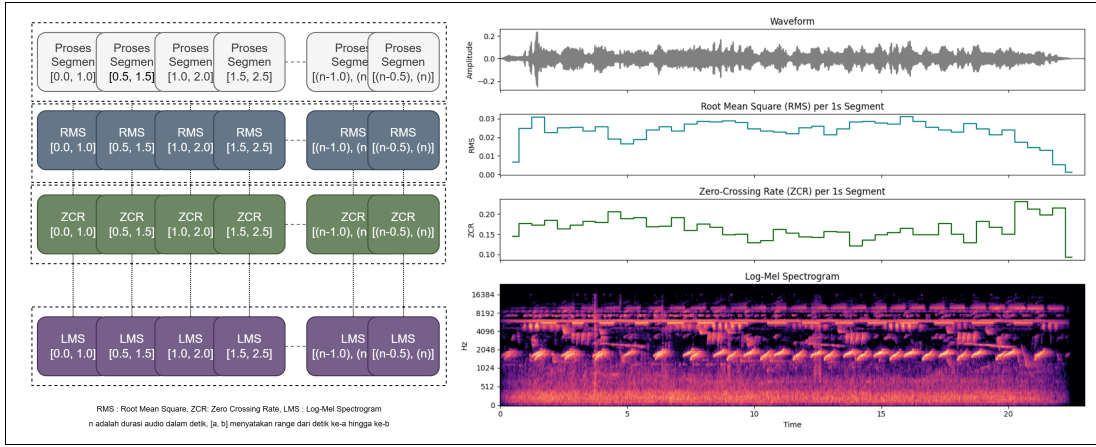 Proses Segmen [0.0, 1.0]
Proses Segmen [0.5, 1.5]
Proses Segmen [1.0, 2.0]
Proses Segmen [1.5, 2.5]
Proses Segmen [(n-1.0), (n
Proses Segmen [(n-0.5), (n)]
RMS [0.0, 1.0]
RMS [0.5, 1.5]
RMS [1.0, 2.0]
RMS [1.5, 2.5]
RMS [(n-1.0), (n
RMS [(n-0.5), (n)]
ZCR [0.0, 1.0]
ZCR [0.5, 1.5]
ZCR [1.0, 2.0]
ZCR [1.5, 2.5]
ZCR [(n-1.0), (n
ZCR [(n-0.5), (n)]
LMS [0.0, 1.0]
LMS [0.5, 1.5]
LMS [1.0, 2.0]
LMS [1.5, 2.5]
LMS [(n-1.0), (n
LMS [(n-0.5), (n)]
RMS : Root Mean Square, ZCR: Zero Crossing Rate, LMS : Log-Mel Spectrogram
n adalah durasi audio dalam detik, [a, b] menyatakan range dari detik ke-a hingga ke-b
Waveform
Amplitude
0.2
0.0
−0.2
Root Mean Square (RMS) per 1s Segment
RMS
0.03
0.02
0.01
0.00
Zero-Crossing Rate (ZCR) per 1s Segment
ZCR
0.20
0.15
0.10
Log-Mel Spectrogram
Hz
16384
8192
4096
2048
1024
512
0
0 5 10 15 20
Time